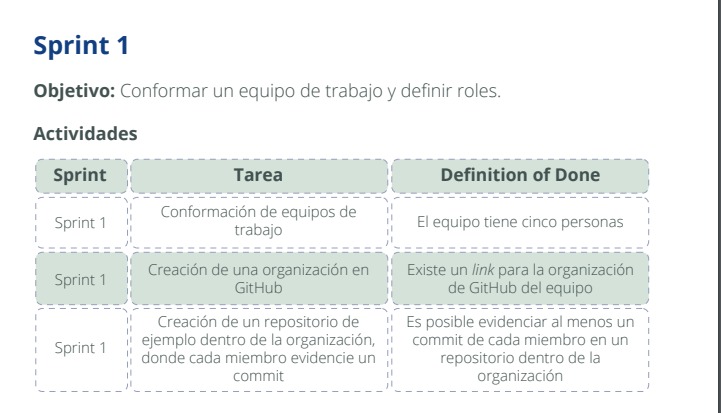 Sprint 1
Objetivo: Conformar un equipo de trabajo y definir roles.
Actividades
Sprint Tarea Definition of Done
Sprint 1
Conformación de equipos de
trabajo
El equipo tiene cinco personas
Sprint 1
Creación de una organización en
GitHub
Existe un link para la organización
de GitHub del equipo
Sprint 1
Creación de un repositorio de
ejemplo dentro de la organización,
donde cada miembro evidencie un
commit
Es posible evidenciar al menos un
commit de cada miembro en un
repositorio dentro de la
organización